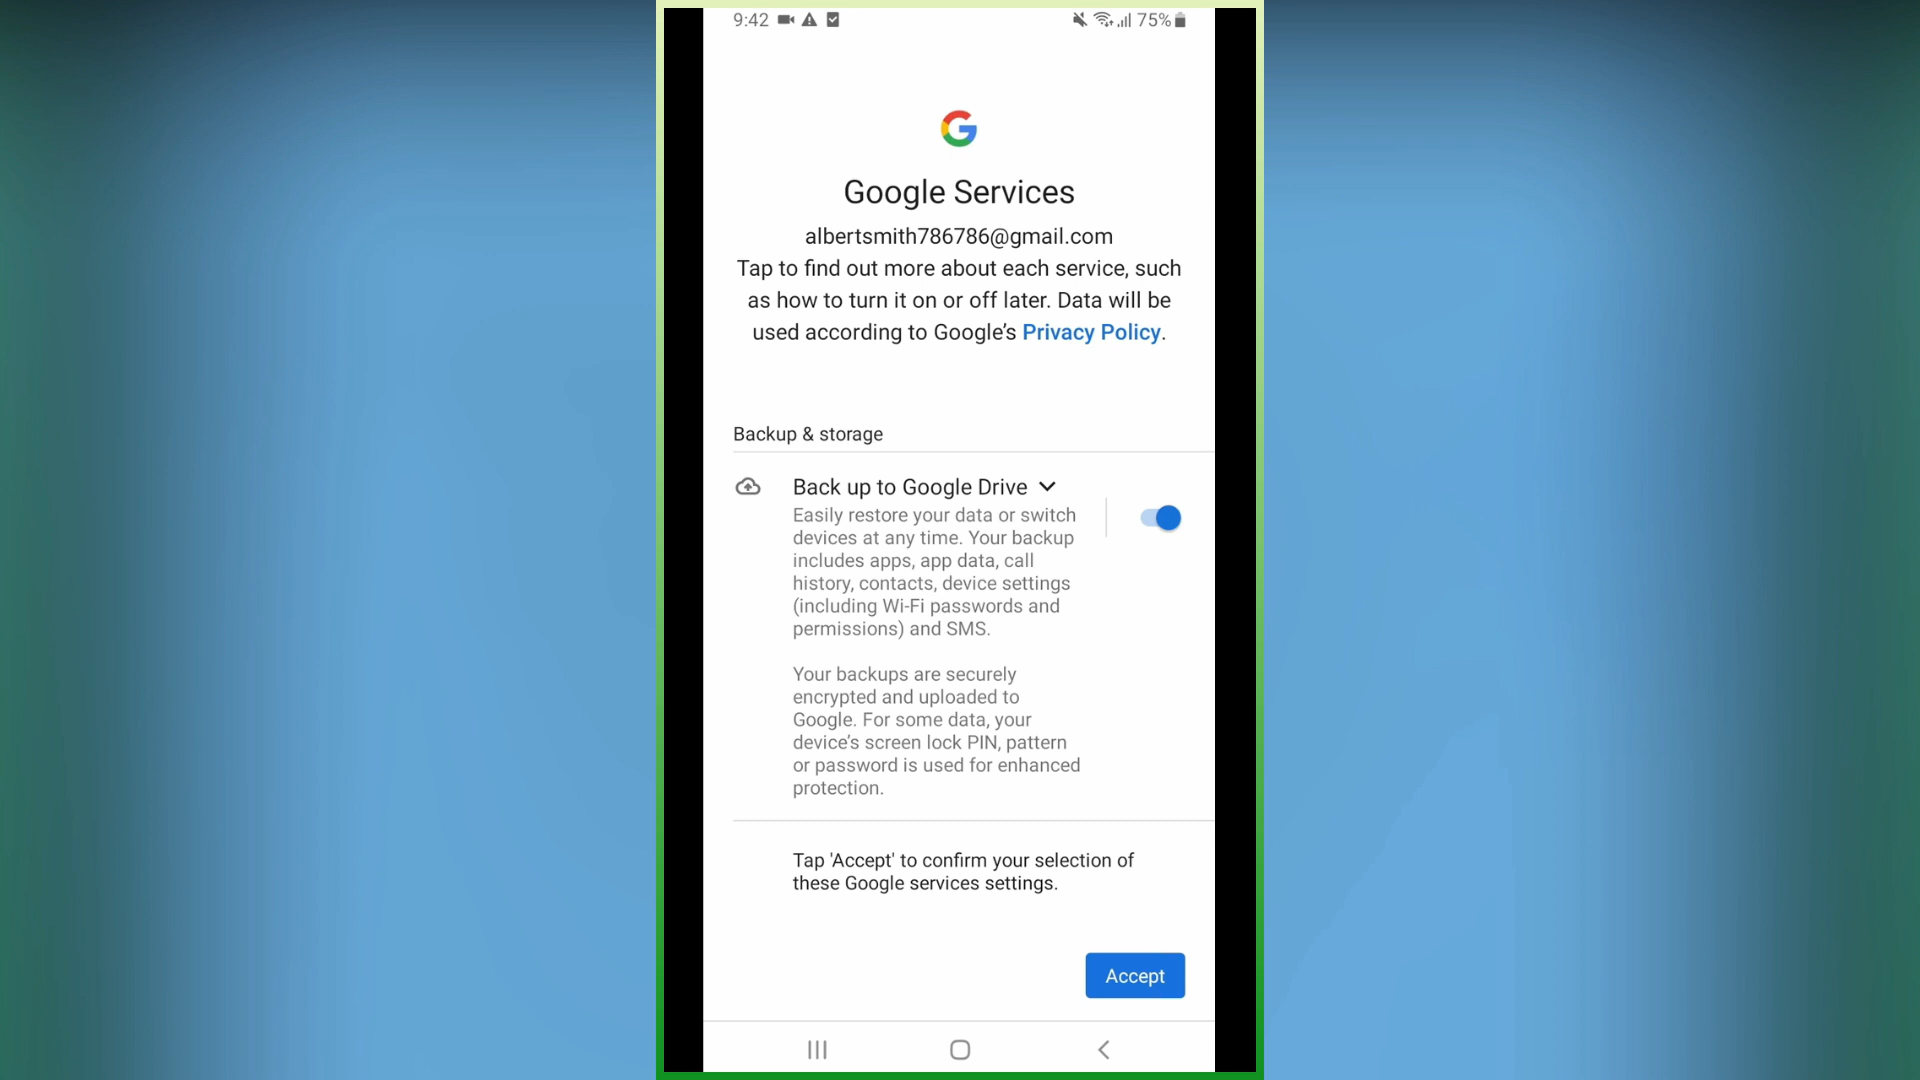 9:42 75%
Google Services
albertsmith786786@gmail.com
Tap to find out more about each service, such
as how to turn it on or off later. Data will be
used according to Google’s Privacy Policy.
Backup & storage
Back up to Google Drive
Easily restore your data or switch
devices at any time. Your backup
includes apps, app data, call
history, contacts, device settings
(including Wi-Fi passwords and
permissions) and SMS.
Your backups are securely
encrypted and uploaded to
Google. For some data, your
device’s screen lock PIN, pattern
or password is used for enhanced
protection.
Tap 'Accept' to confirm your selection of
these Google services settings.
Accept